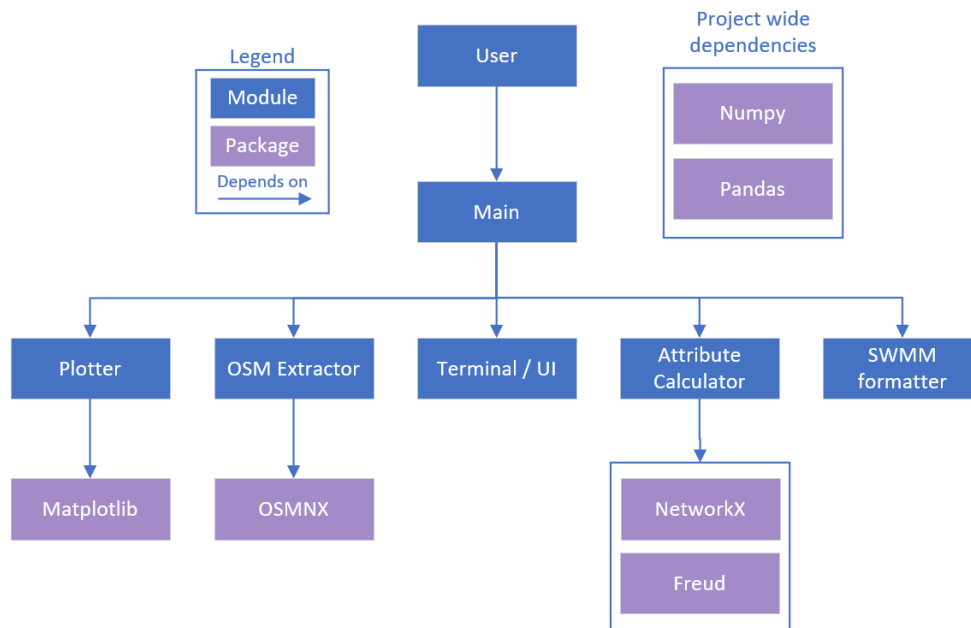 Project wide
dependencies
User
Legend
Module
Numpy
Package
Depends on
Pandas
Main
Plotter
OSM Extractor
Terminal / UI
Attribute
Calculator
SWMM
formatter
Matplotlib
OSMNX
NetworkX
Freud